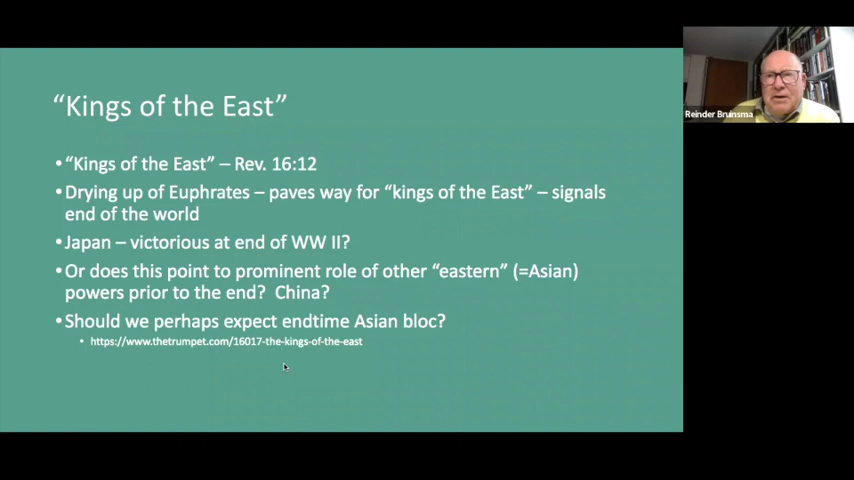 “Kings of the East”
•“Kings of the East” – Rev. 16:12
•Drying up of Euphrates – paves way for “kings of the East” – signals
end of the world
•Japan – victorious at end of WW II?
•Or does this point to prominent role of other “eastern” (=Asian)
powers prior to the end? China?
•Should we perhaps expect endtime Asian bloc?
• https://www.thetrumpet.com/16017-the-kings-of-the-east
Reinder Bruinsma